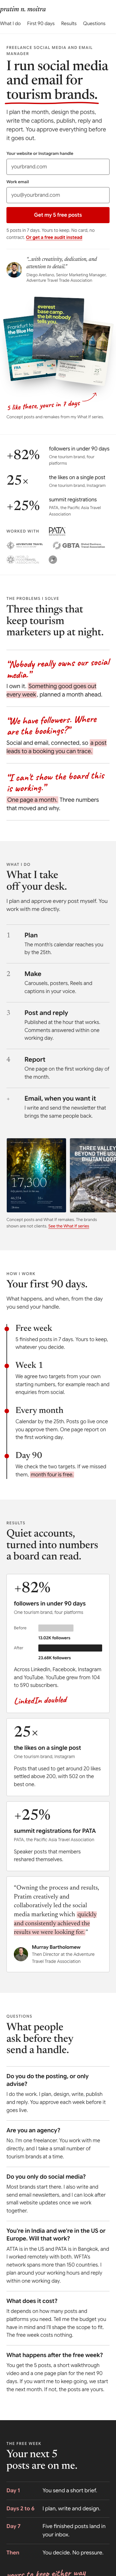 pratim n. moitra
What I do First 90 days Results Questions
FREELANCE SOCIAL MEDIA AND EMAIL
MANAGER
I run social media
and email for
tourism brands.
I plan the month, design posts,
write the captions, publish, reply and
report. You approve everything before
it goes out.
Your website or Instagram handle
yourbrand.com
Work email
you@yourbrand.com
Get my 5 free posts
5 posts in 7 days. Yours to keep. No card, no
contract. Or get a free audit instead.
"...with creativity, dedication, and
attention to detail."
Diego Arellano, Senior Marketing Manager,
Adventure Travel Trade Association
everest
base camp.
the bit nobody
tells you.
5 like these, yours in 7 days
Concept posts and remakes from my What If series.
+82%
followers in under 90 days
One tourism brand, four
platforms
25×
the likes on a single post
One tourism brand, Instagram
+25%
summit registrations
PATA, the Pacific Asia Travel
Association
WORKED WITH
PATA
ADVENTURE TRAVEL
GBTA Global Business
Travel Association
THE PROBLEMS I SOLVE
Three things that
keep tourism
marketers up at night.
"Nobody really owns our social
media."
I own it. Something good goes out
every week, planned a month ahead.
"We have followers. Where
are the bookings?"
Social and email, connected, so a post
leads to a booking you can trace.
"I can't show the board this
is working."
One page a month. Three numbers
that moved and why.
WHAT I DO
What I take
off your desk.
I plan and approve every post myself. You
work with me directly.
1 Plan
The month's calendar reaches you
by the 25th.
2 Make
Carousels, posters, Reels and
captions in your voice.
3 Post and reply
Published at the hour that works.
Comments answered within one
working day.
4 Report
One page on the first working day of
the month.
+ Email, when you want it
I write and send the newsletter that
brings the same people back.
17,300
THREE VALLEYS
BEYOND THE USUAL
BHUTAN LOOP
Concept posts and What If remakes. The brands
shown are not clients. See the What If series
HOW I WORK
Your first 90 days.
What happens, and when, from the day
you send your handle.
Free week
5 finished posts in 7 days. Yours to keep,
whatever you decide.
Week 1
We agree two targets from your own
starting numbers, for example reach and
enquiries from social.
Every month
Calendar by the 25th. Posts go live once
you approve them. One page report on
the first working day.
Day 90
We check the two targets. If we missed
them, month four is free.
RESULTS
Quiet accounts,
turned into numbers
a board can read.
+82%
followers in under 90 days
One tourism brand, four platforms
Before
13.02K followers
After
23.68K followers
Across LinkedIn, Facebook, Instagram
and YouTube. YouTube grew from 104
to 590 subscribers.
LinkedIn doubled
25×
the likes on a single post
One tourism brand, Instagram
Posts that used to get around 20 likes
settled above 200, with 502 on the
best one.
+25%
summit registrations for PATA
PATA, the Pacific Asia Travel Association
Speaker posts that members
reshared themselves.
"Owning the process and results,
Pratim creatively and
collaboratively led the social
media marketing which quickly
and consistently achieved the
results we were looking for."
Murray Bartholomew
Then Director at the Adventure
Travel Trade Association
QUESTIONS
What people
ask before they
send a handle.
Do you do the posting, or only
advise?
I do the work: I plan, design, write, publish
and reply. You approve each week before it
goes live.
Are you an agency?
No. I'm one freelancer. You work with me
directly, and I take a small number of
tourism brands at a time.
Do you only do social media?
Most brands start there. I also write and
send email newsletters, and I can look after
small website updates once we work
together.
You're in India and we're in the US or
Europe. Will that work?
ATTA is in the US and PATA is in Bangkok, and
I worked remotely with both. WFTA's
network spans more than 150 countries. I
plan around your working hours and reply
within one working day.
What does it cost?
It depends on how many posts and
platforms you need. Tell me the budget you
have in mind and I'll shape the scope to fit.
The free week costs nothing.
What happens after the free week?
You get the 5 posts, a short walkthrough
video and a one page plan for the next 90
days. If you want me to keep going, we start
the next month. If not, the posts are yours.
THE FREE WEEK
Your next 5
posts are on me.
Day 1 You send a short brief.
Days 2 to 6 I plan, write and design.
Day 7 Five finished posts land in
your inbox.
Then You decide. No pressure.
yours to keep either way